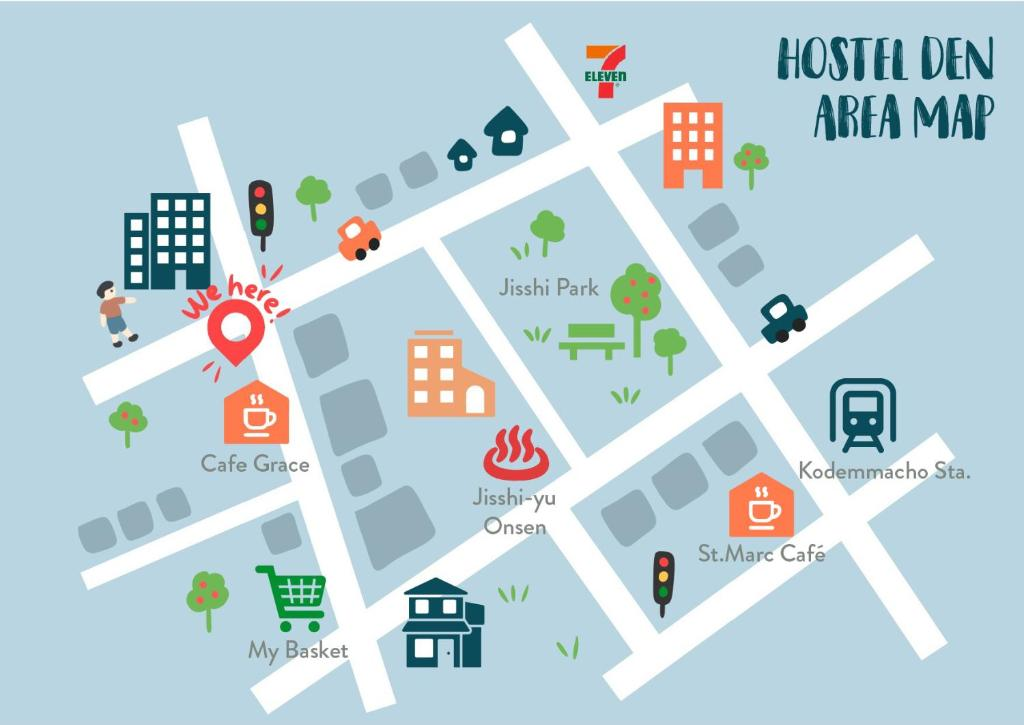 HOSTEL DEN
AREA MAP
7
ELEVEN
Jisshi Park
We here!
Cafe Grace
Jisshi-yu
Onsen
Kodemmacho Sta.
St.Marc Café
My Basket